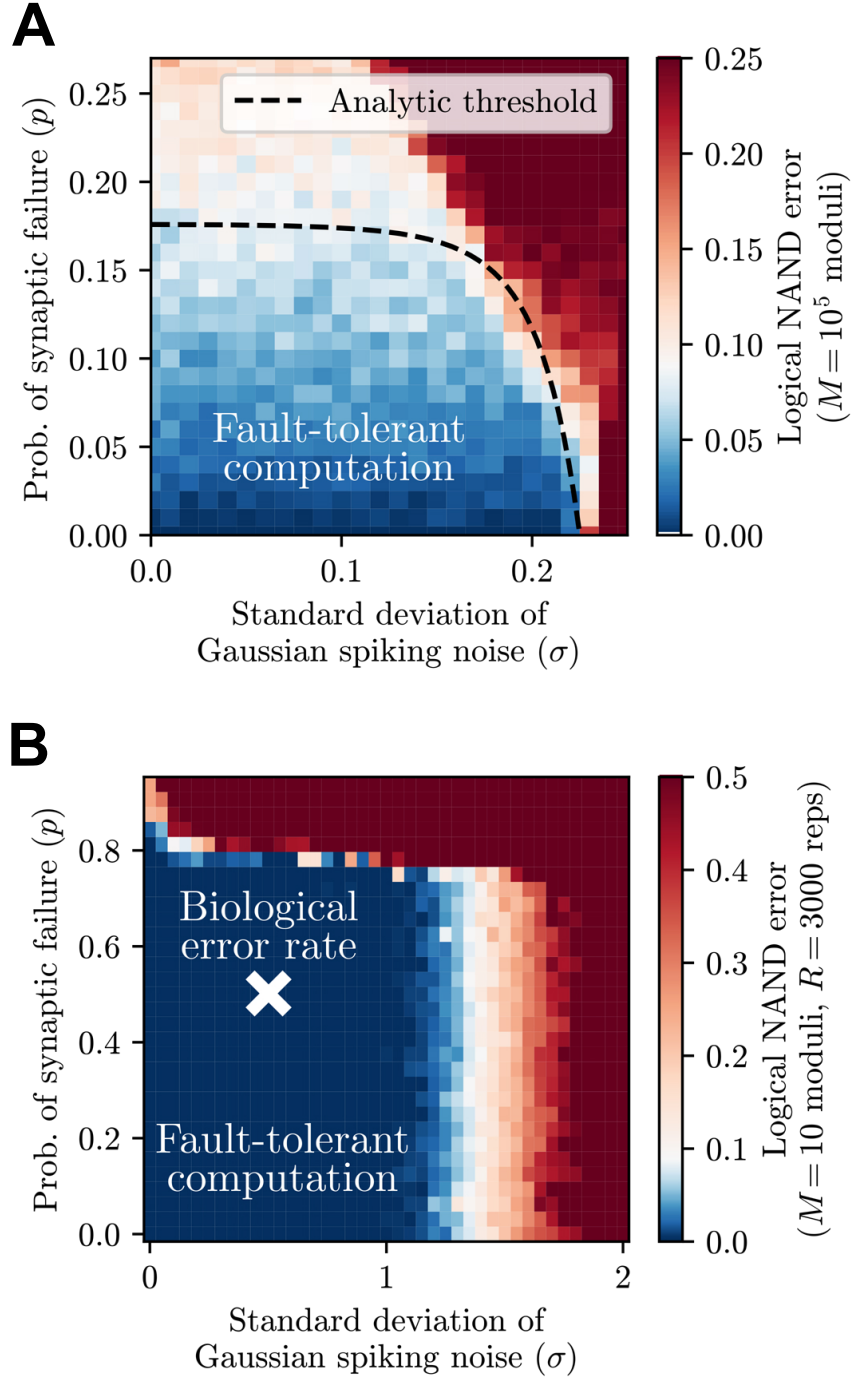 A
Analytic threshold
Fault-tolerant
computation
Prob. of synaptic failure (p)
0.25
0.20
0.15
0.10
0.05
0.00
0.0
0.1
0.2
Standard deviation of
Gaussian spiking noise (σ)
0.25
0.20
0.15
0.10
0.05
0.00
Logical NAND error
(M = 10⁵ moduli)
B
Biological
error rate
Fault-tolerant
computation
Prob. of synaptic failure (p)
0.8
0.6
0.4
0.2
0.0
0
1
2
Standard deviation of
Gaussian spiking noise (σ)
0.5
0.4
0.3
0.2
0.1
0.0
Logical NAND error
(M = 10 moduli, R = 3000 reps)